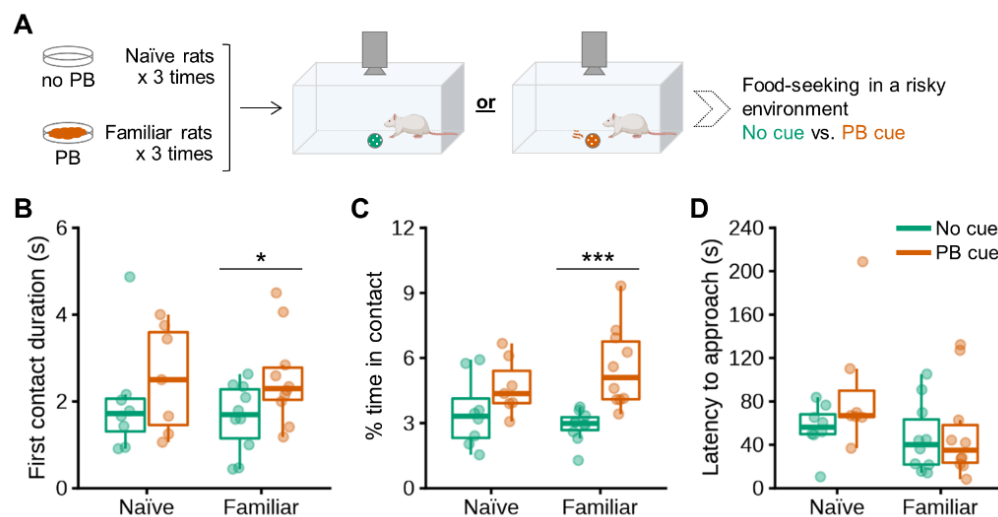 A
no PB
Naïve rats
x 3 times
PB
Familiar rats
x 3 times
or
Food-seeking in a risky
environment
No cue vs. PB cue
B
First contact duration (s)
6
4
2
0
*
Naïve
Familiar
C
% time in contact
12
9
6
3
0
***
Naïve
Familiar
D
Latency to approach (s)
240
200
160
120
80
40
0
No cue
PB cue
Naïve
Familiar